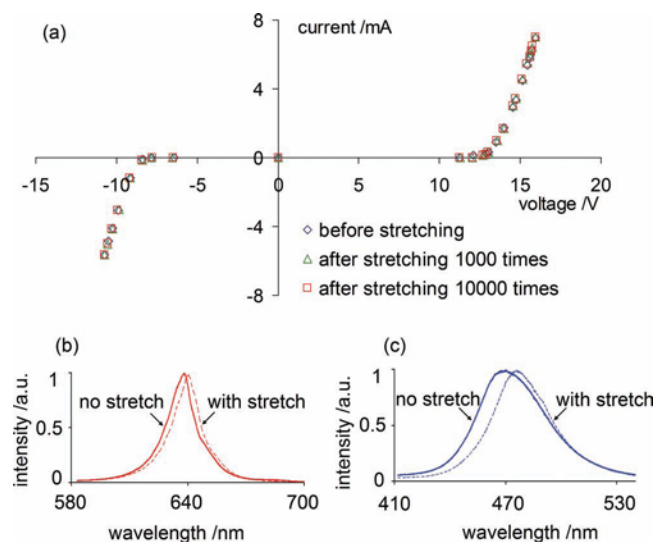 (a)
current /mA
8
4
0
-15
-10
-5
0
5
10
15
20
voltage /V
-4
-8
before stretching
after stretching 1000 times
after stretching 10000 times
(b)
intensity /a.u.
1
0.5
0
no stretch
with stretch
580
640
700
wavelength /nm
(c)
intensity /a.u.
1
0.5
0
no stretch
with stretch
410
470
530
wavelength /nm